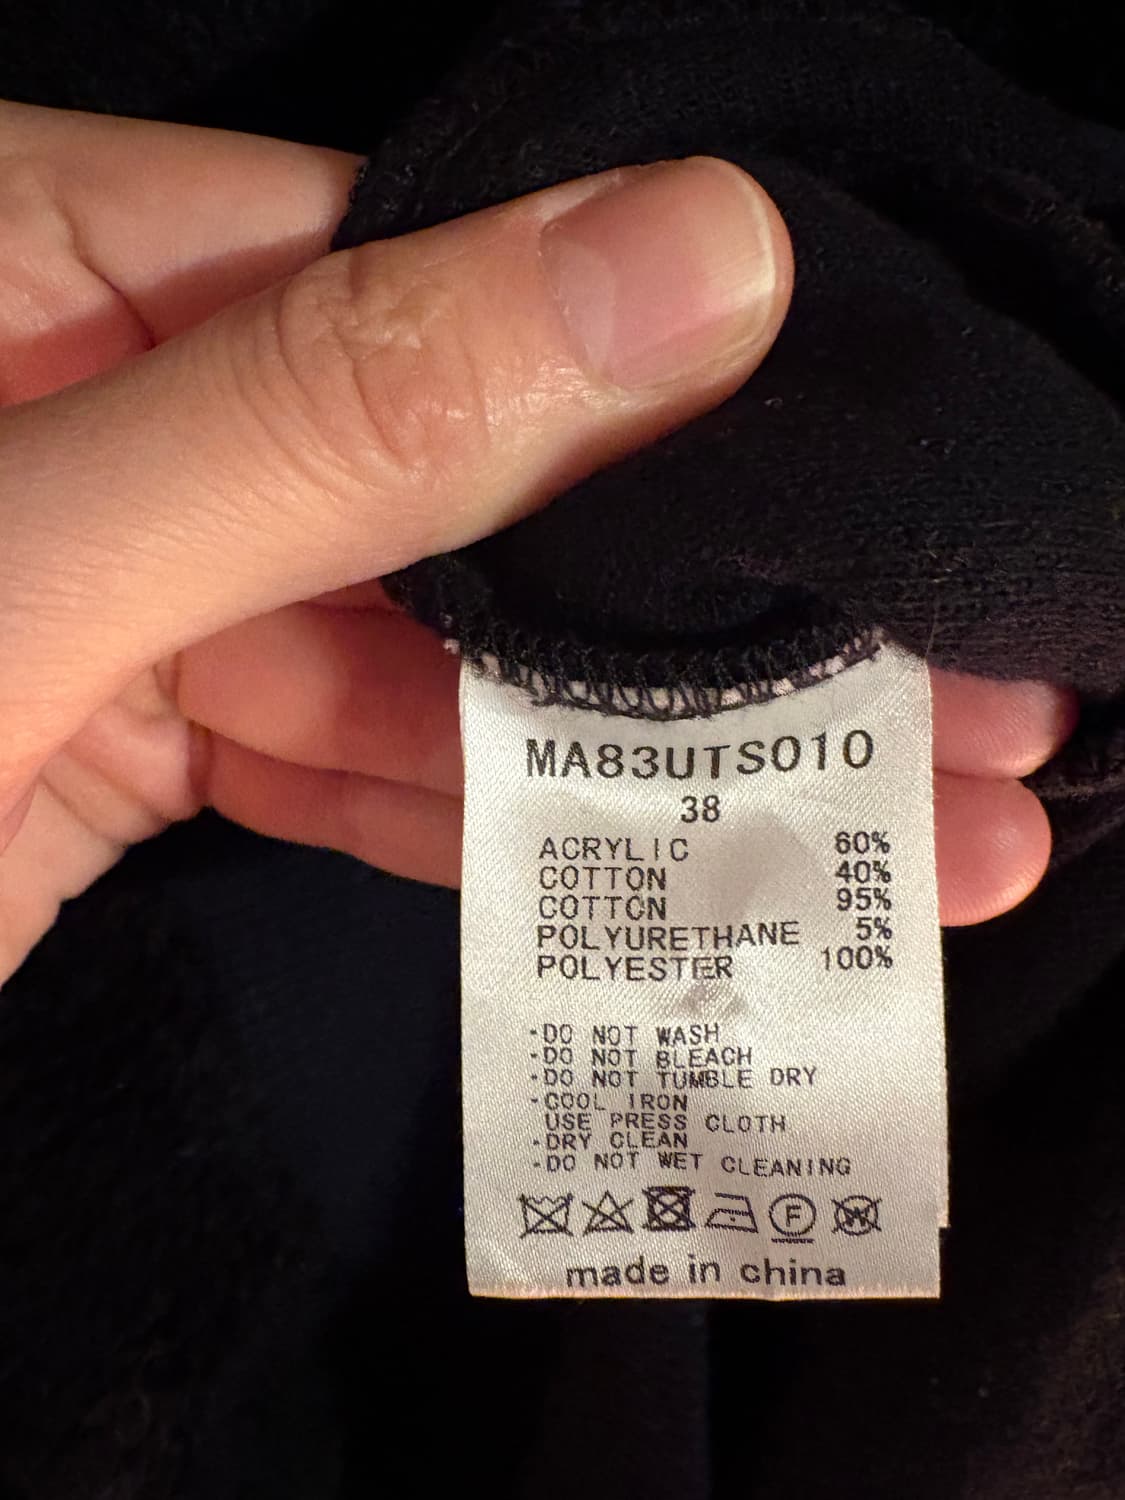 MA83UTS010
38
ACRYLIC 60%
COTTON 40%
COTTON 95%
POLYURETHANE 5%
POLYESTER 100%
·DO NOT WASH
·DO NOT BLEACH
·DO NOT TUMBLE DRY
·COOL IRON
USE PRESS CLOTH
·DRY CLEAN
·DO NOT WET CLEANING
F W
made in china